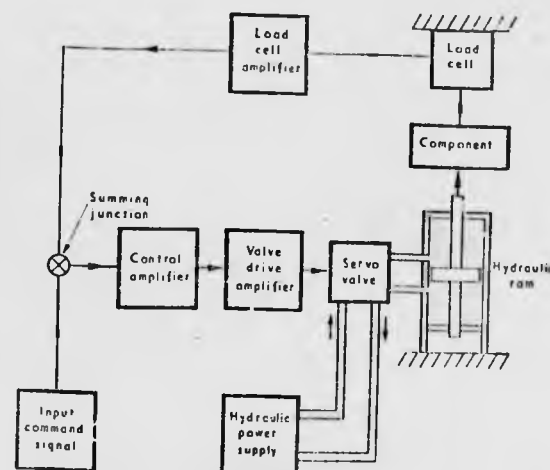 Load
cell
amplifier
Load
cell
Component
Summing
junction
Control
amplifier
Valve
drive
amplifier
Servo
valve
Hydraulic
ram
Input
command
signal
Hydraulic
power
supply